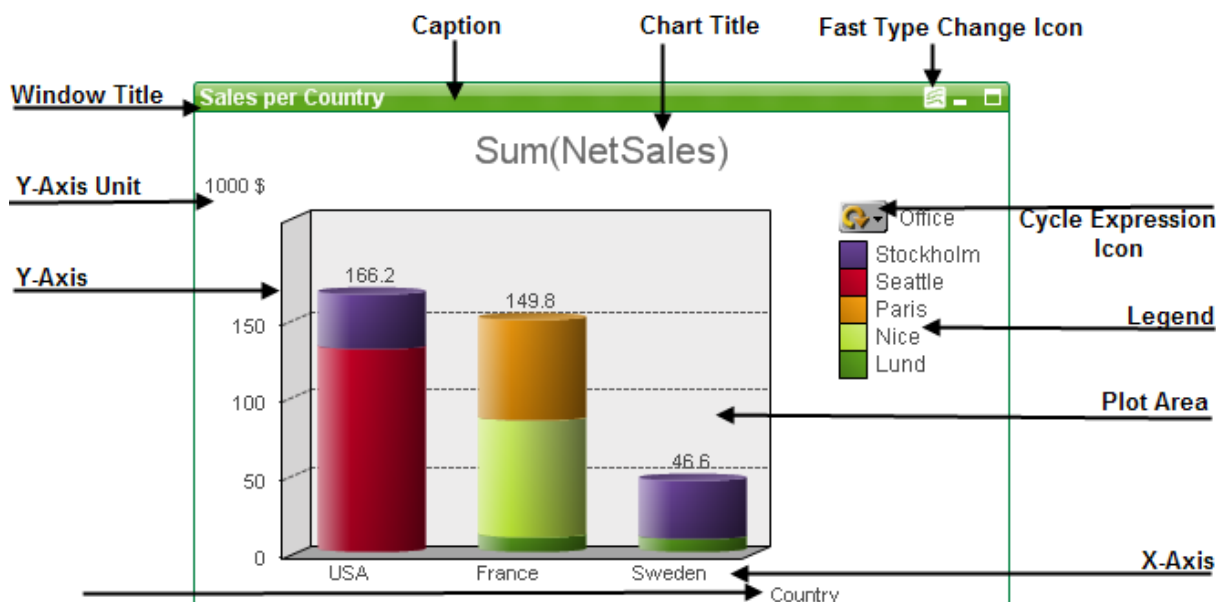 Caption
Chart Title
Fast Type Change Icon
Window Title
Sales per Country
Sum(NetSales)
Y-Axis Unit
1000 $
Office
Cycle Expression
Icon
Stockholm
Seattle
Paris
Nice
Lund
Y-Axis
166.2
149.8
46.6
150
100
50
0
Legend
Plot Area
USA
France
Sweden
X-Axis
Country